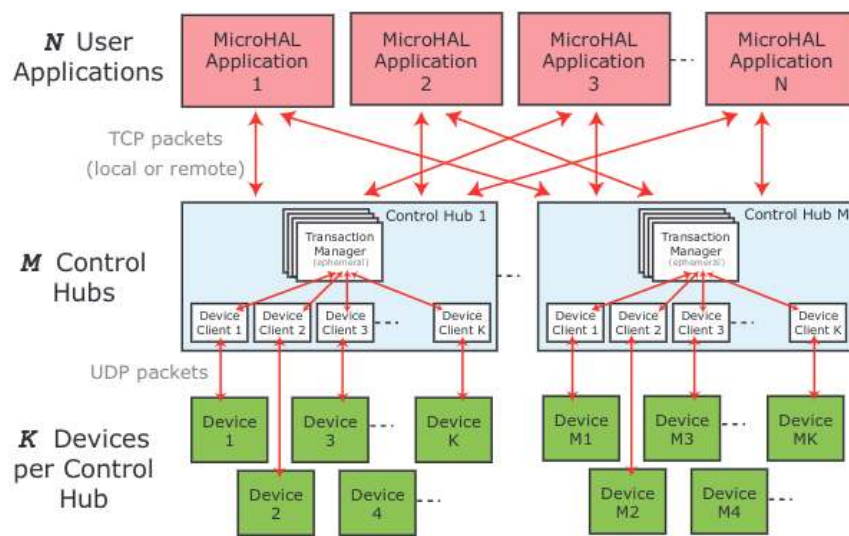 N User
Applications
MicroHAL
Application
1
MicroHAL
Application
2
MicroHAL
Application
3
MicroHAL
Application
N
TCP packets
(local or remote)
M Control
Hubs
Control Hub 1
Transaction
Manager
(ephemeral)
Device
Client 1
Device
Client 2
Device
Client 3
Device
Client K
Control Hub M
Transaction
Manager
(ephemeral)
Device
Client 1
Device
Client 2
Device
Client 3
Device
Client K
UDP packets
K Devices
per Control
Hub
Device
1
Device
3
Device
K
Device
2
Device
4
Device
M1
Device
M3
Device
MK
Device
M2
Device
M4